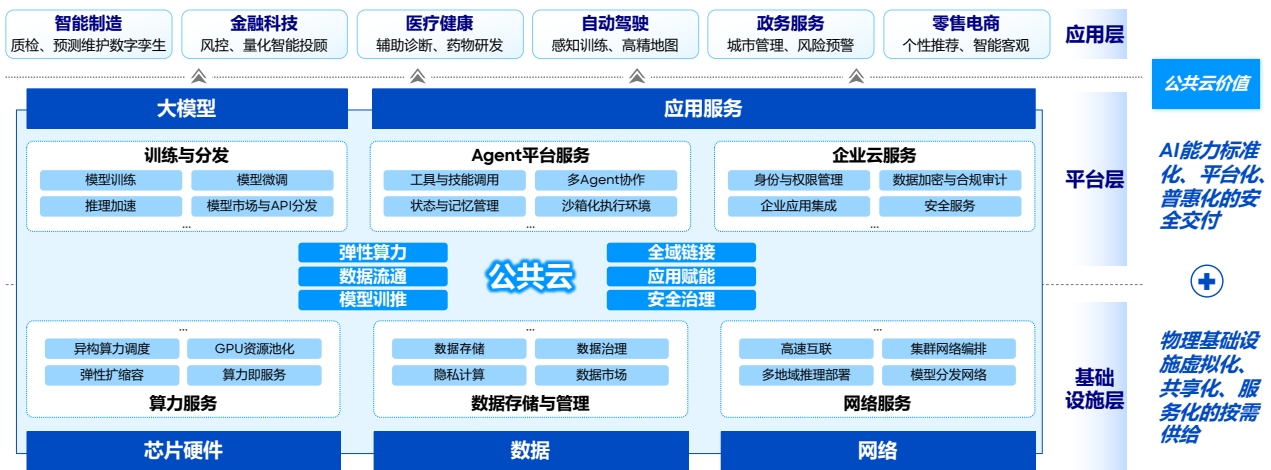 智能制造
质检、预测维护数字孪生
金融科技
风控、量化智能投顾
医疗健康
辅助诊断、药物研发
自动驾驶
感知训练、高精地图
政务服务
城市管理、风险预警
零售电商
个性推荐、智能客观
应用层
公共云价值
大模型
应用服务
训练与分发
模型训练
模型微调
推理加速
模型市场与API分发
...
Agent平台服务
工具与技能调用
多Agent协作
状态与记忆管理
沙箱化执行环境
...
企业云服务
身份与权限管理
数据加密与合规审计
企业应用集成
安全服务
...
平台层
AI能力标准
化、平台化、
普惠化的安
全交付
弹性算力
数据流通
模型训推
公共云
全域链接
应用赋能
安全治理
...
异构算力调度
GPU资源池化
弹性扩缩容
算力即服务
算力服务
...
数据存储
数据治理
隐私计算
数据市场
数据存储与管理
...
高速互联
集群网络编排
多地域推理部署
模型分发网络
网络服务
基础
设施层
物理基础设
施虚拟化、
共享化、服
务化的按需
供给
芯片硬件
数据
网络